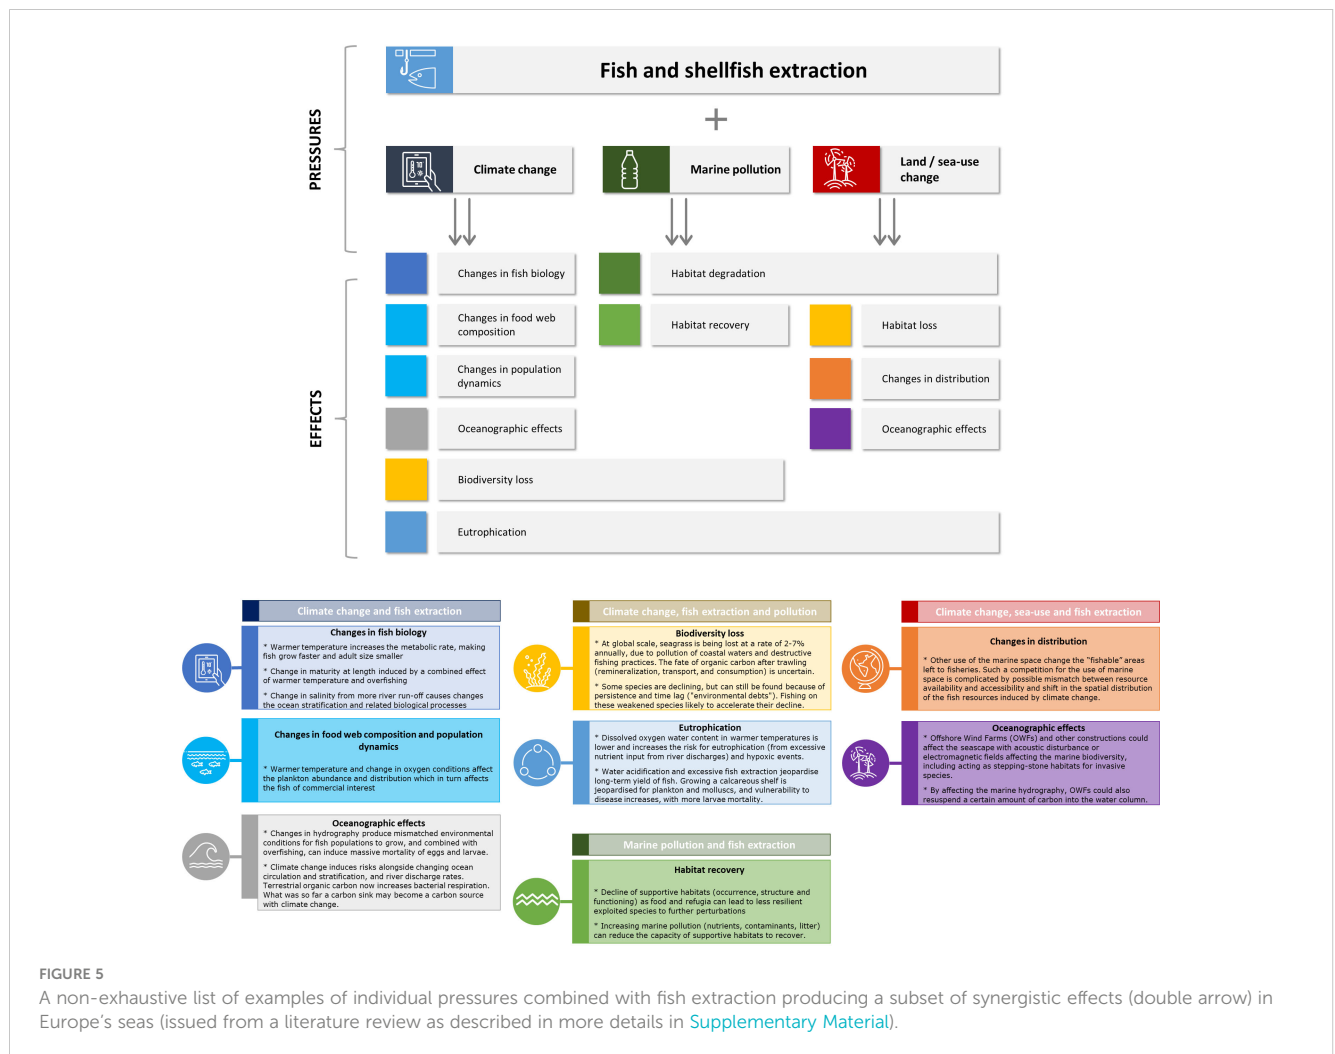 Fish and shellfish extraction
+
PRESSURES
Climate change
Marine pollution
Land / sea-use
change
EFFECTS
Changes in fish biology
Habitat degradation
Changes in food web
composition
Habitat recovery
Habitat loss
Changes in population
dynamics
Changes in distribution
Oceanographic effects
Oceanographic effects
Biodiversity loss
Eutrophication
Climate change and fish extraction
Changes in fish biology
* Warmer temperature increases the metabolic rate, making
fish grow faster and adult size smaller
* Change in maturity at length induced by a combined effect
of warmer temperature and overfishing
* Change in salinity from more river run-off causes changes
the ocean stratification and related biological processes
Changes in food web composition and population
dynamics
* Warmer temperature and change in oxygen conditions affect
the plankton abundance and distribution which in turn affects
the fish of commercial interest
Oceanographic effects
* Changes in hydrography produce mismatched environmental
conditions for fish populations to grow, and combined with
overfishing, can induce massive mortality of eggs and larvae.
* Climate change induces risks alongside changing ocean
circulation and stratification, and river discharge rates.
Terrestrial organic carbon now increases bacterial respiration.
What was so far a carbon sink may become a carbon source
with climate change.
Climate change, fish extraction and pollution
Biodiversity loss
* At global scale, seagrass is being lost at a rate of 2-7%
annually, due to pollution of coastal waters and destructive
fishing practices. The fate of organic carbon after trawling
(remineralization, transport, and consumption) is uncertain.
* Some species are declining, but can still be found because of
persistence and time lag ("environmental debts"). Fishing on
these weakened species likely to accelerate their decline.
Eutrophication
* Dissolved oxygen water content in warmer temperatures is
lower and increases the risk for eutrophication (from excessive
nutrient input from river discharges) and hypoxic events.
* Water acidification and excessive fish extraction jeopardise
long-term yield of fish. Growing a calcareous shelf is
jeopardised for plankton and molluscs, and vulnerability to
disease increases, with more larvae mortality.
Marine pollution and fish extraction
Habitat recovery
* Decline of supportive habitats (occurrence, structure and
functioning) as food and refugia can lead to less resilient
exploited species to further perturbations
* Increasing marine pollution (nutrients, contaminants, litter)
can reduce the capacity of supportive habitats to recover.
Climate change, sea-use and fish extraction
Changes in distribution
* Other use of the marine space change the "fishable" areas
left to fisheries. Such a competition for the use of marine
space is complicated by possible mismatch between resource
availability and accessibility and shift in the spatial distribution
of the fish resources induced by climate change.
Oceanographic effects
* Offshore Wind Farms (OWFs) and other constructions could
affect the seascape with acoustic disturbance or
electromagnetic fields affecting the marine biodiversity,
including acting as stepping-stone habitats for invasive
species.
* By affecting the marine hydrography, OWFs could also
resuspend a certain amount of carbon into the water column.
FIGURE 5
A non-exhaustive list of examples of individual pressures combined with fish extraction producing a subset of synergistic effects (double arrow) in
Europe's seas (issued from a literature review as described in more details in Supplementary Material).